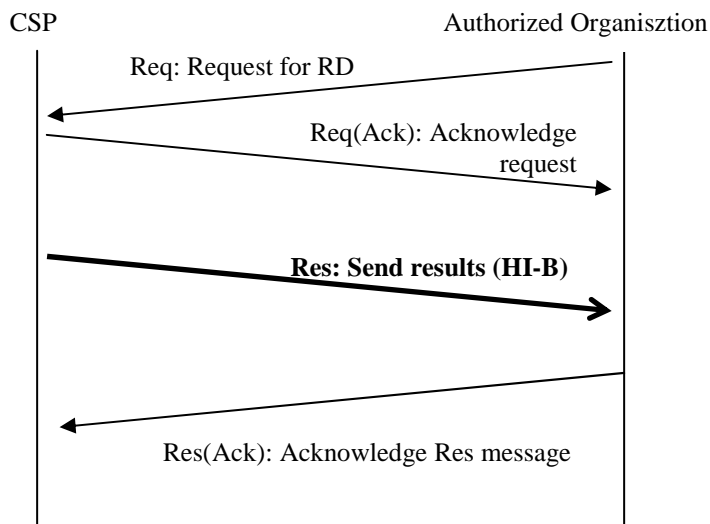 CSP
Authorized Organisztion
Req: Request for RD
Req(Ack): Acknowledge
request
Res: Send results (HI-B)
Res(Ack): Acknowledge Res message